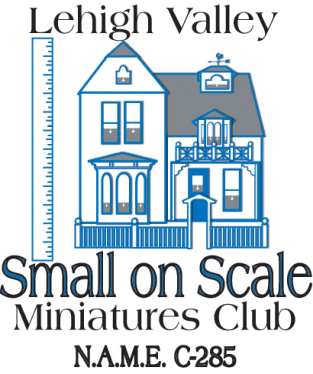 Lehigh Valley
Small on Scale
Miniatures Club
N.A.M.E. C-285